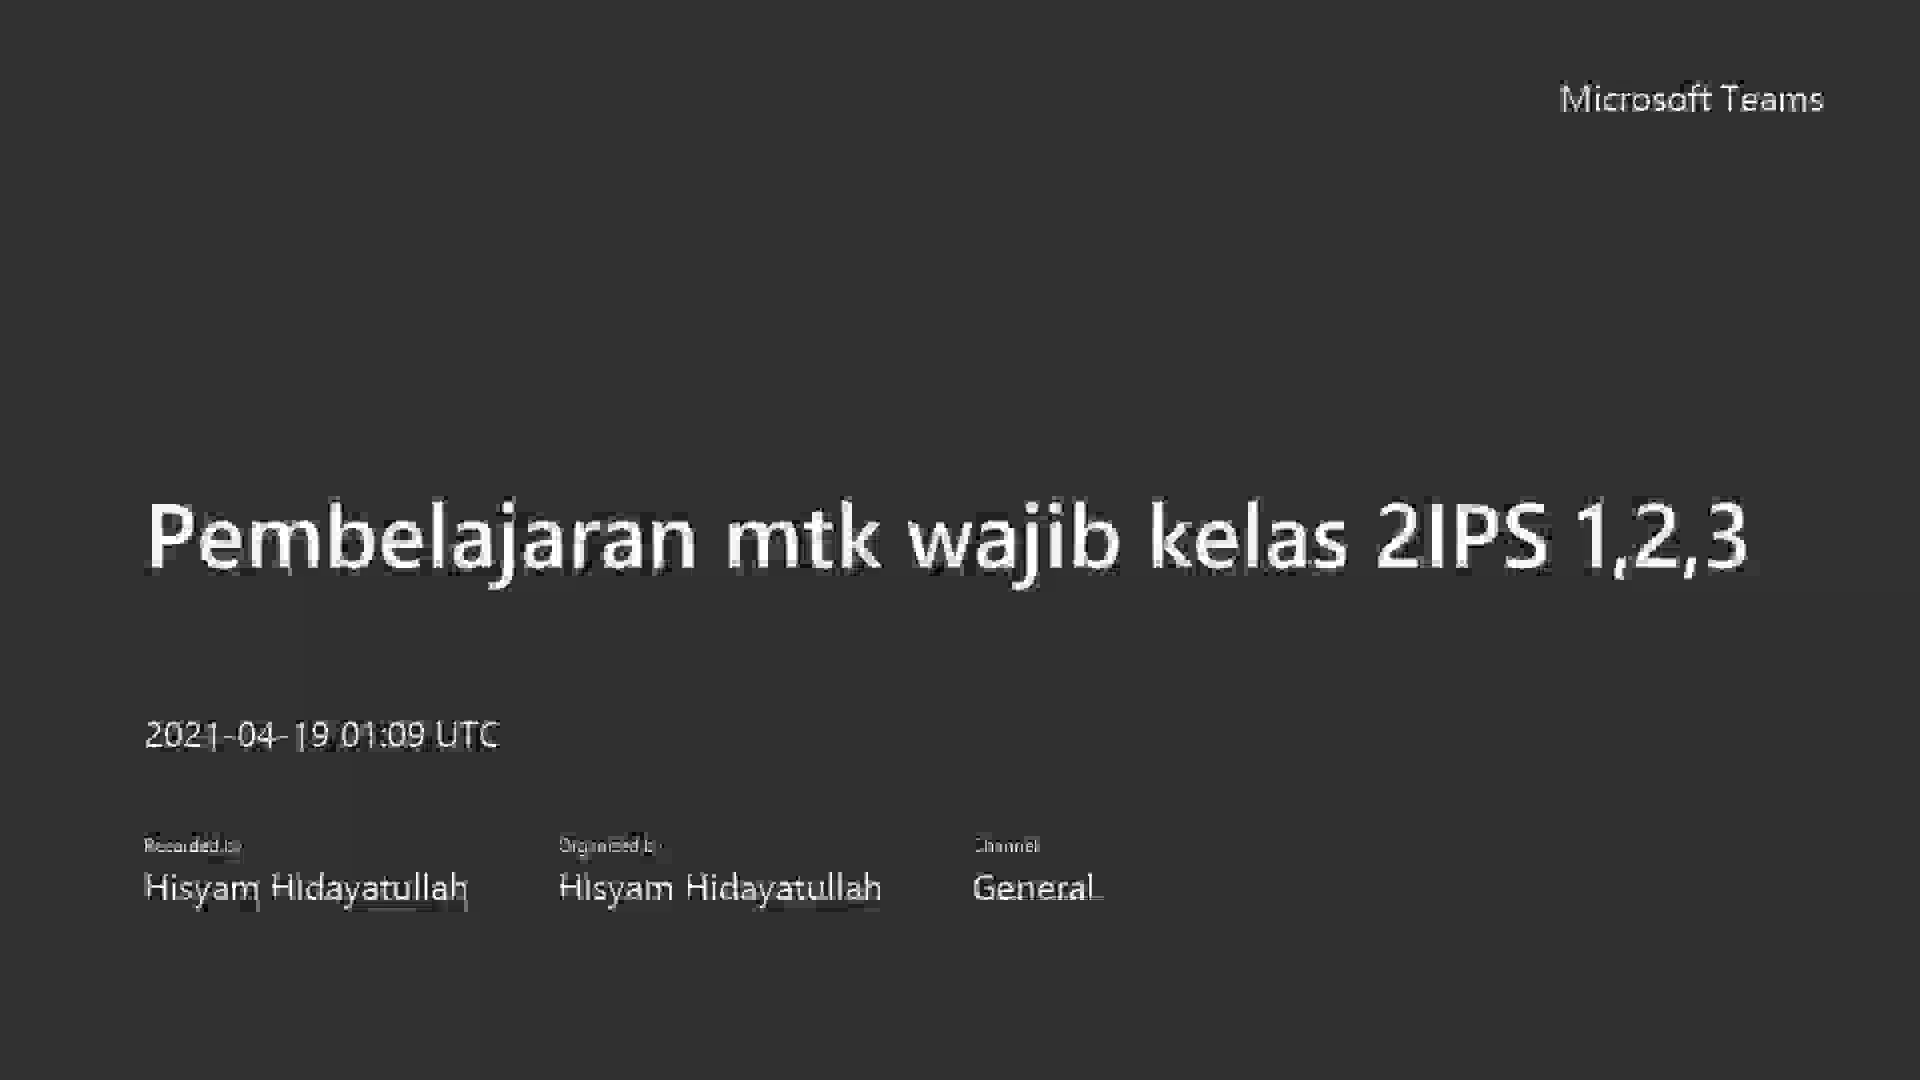 Microsoft Teams
Pembelajaran mtk wajib kelas 2IPS 1,2,3
2021-04-19 01:09 UTC
Recorded by Organized by Channel
Hisyam Hidayatullah Hisyam Hidayatullah General